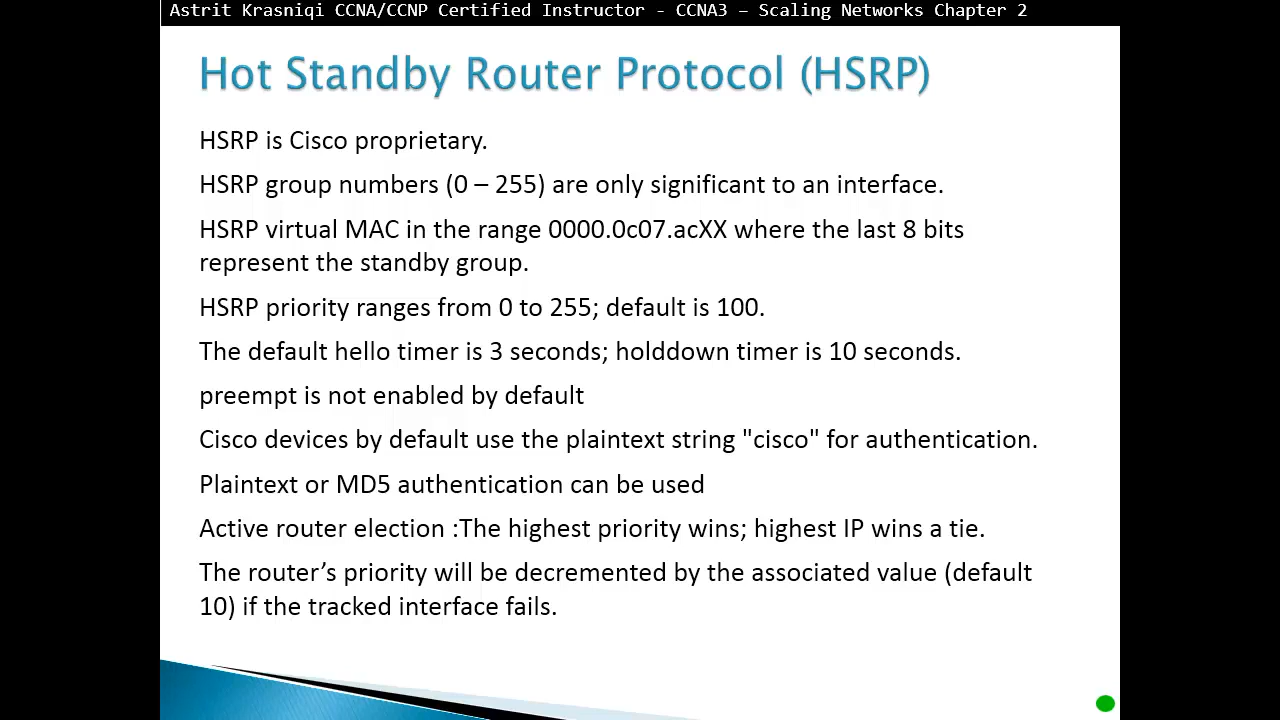 Astrit Krasniqi CCNA/CCNP Certified Instructor - CCNA3 – Scaling Networks Chapter 2
Hot Standby Router Protocol (HSRP)
HSRP is Cisco proprietary.
HSRP group numbers (0 – 255) are only significant to an interface.
HSRP virtual MAC in the range 0000.0c07.acXX where the last 8 bits
represent the standby group.
HSRP priority ranges from 0 to 255; default is 100.
The default hello timer is 3 seconds; holddown timer is 10 seconds.
preempt is not enabled by default
Cisco devices by default use the plaintext string "cisco" for authentication.
Plaintext or MD5 authentication can be used
Active router election :The highest priority wins; highest IP wins a tie.
The router’s priority will be decremented by the associated value (default
10) if the tracked interface fails.